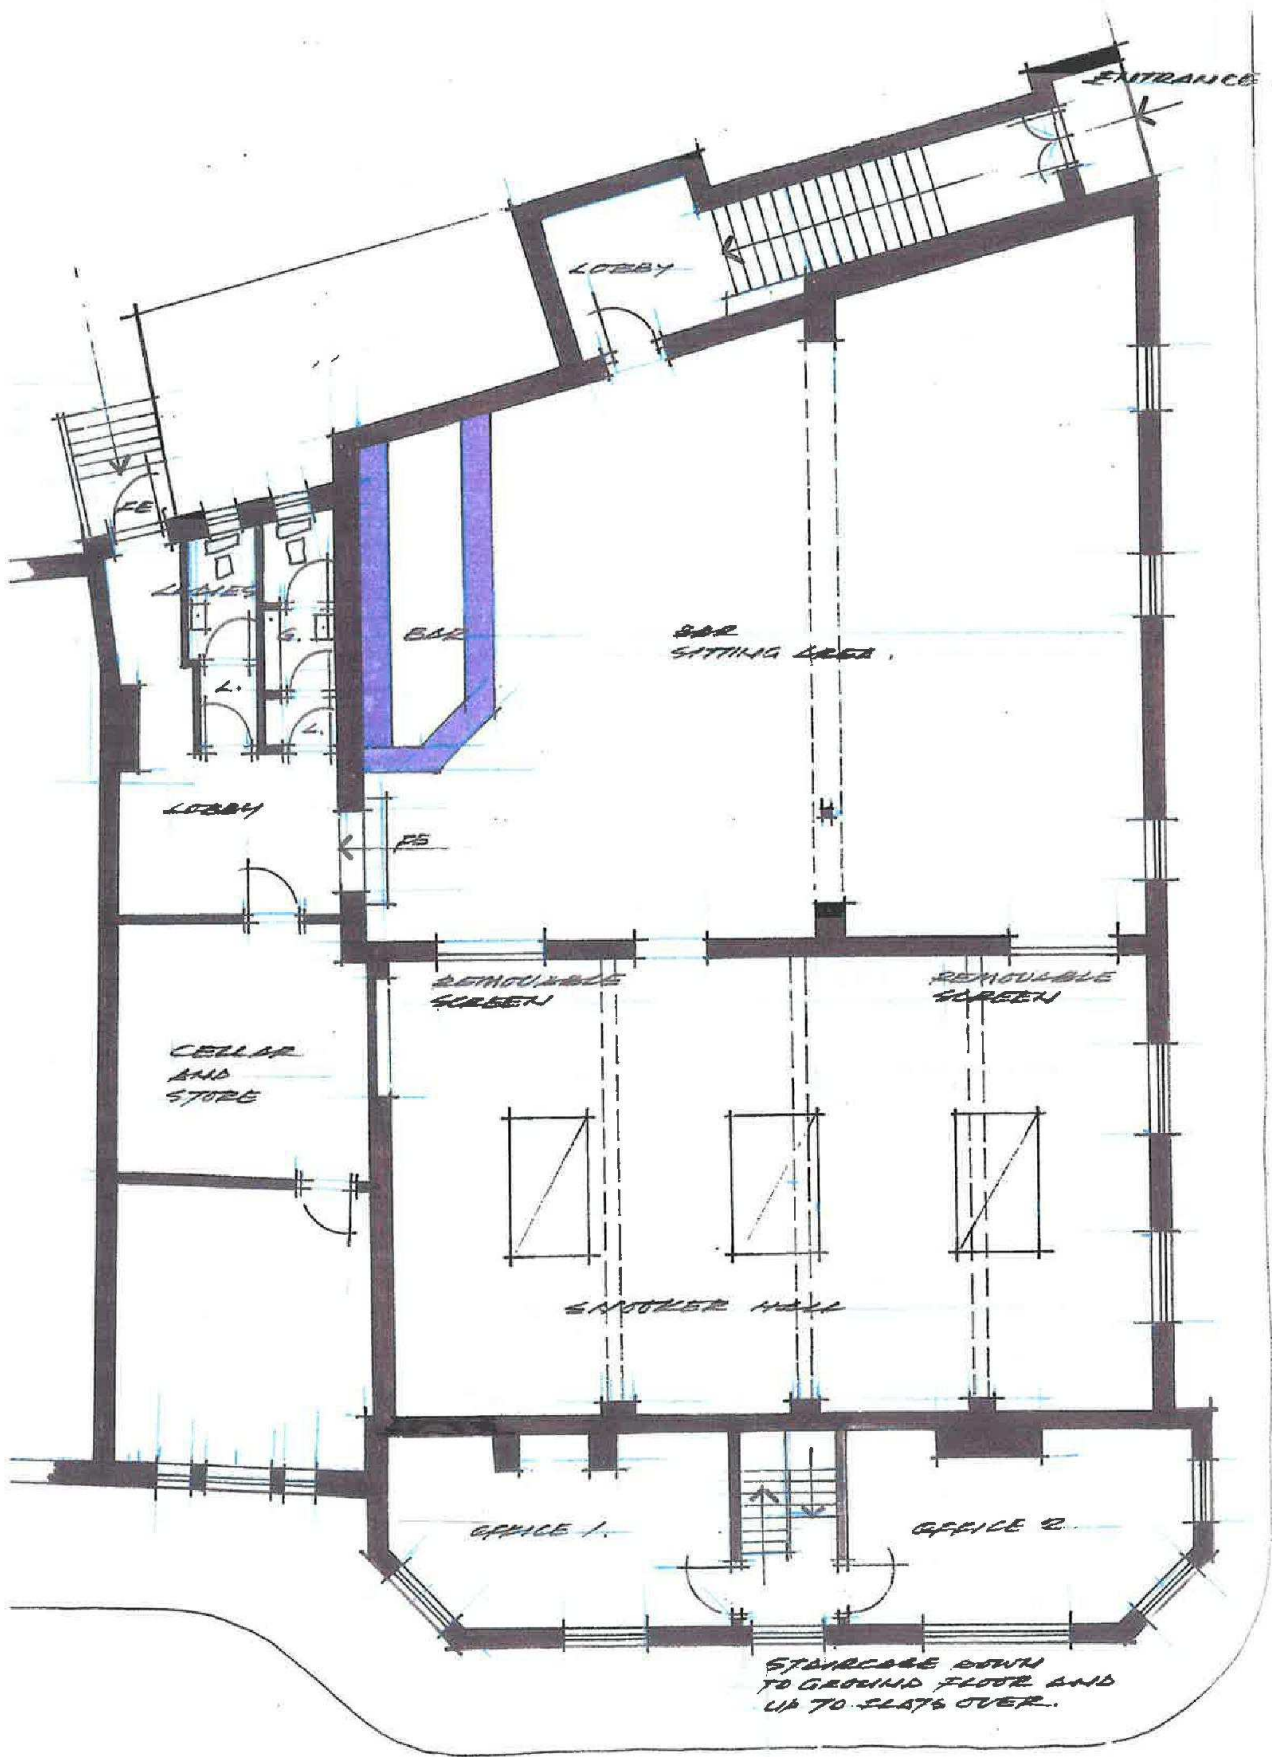 ENTRANCE
LOBBY
FE
LADIES
G.
BAR
BAR
SITTING AREA.
L.
L.
LOBBY
REMOVABLE
SCREEN
REMOVABLE
SCREEN
CELLAR
AND
STORE
SNOOKER HALL
OFFICE 1.
OFFICE 2.
STAIRCASE DOWN
TO GROUND FLOOR AND
UP TO FLATS OVER.